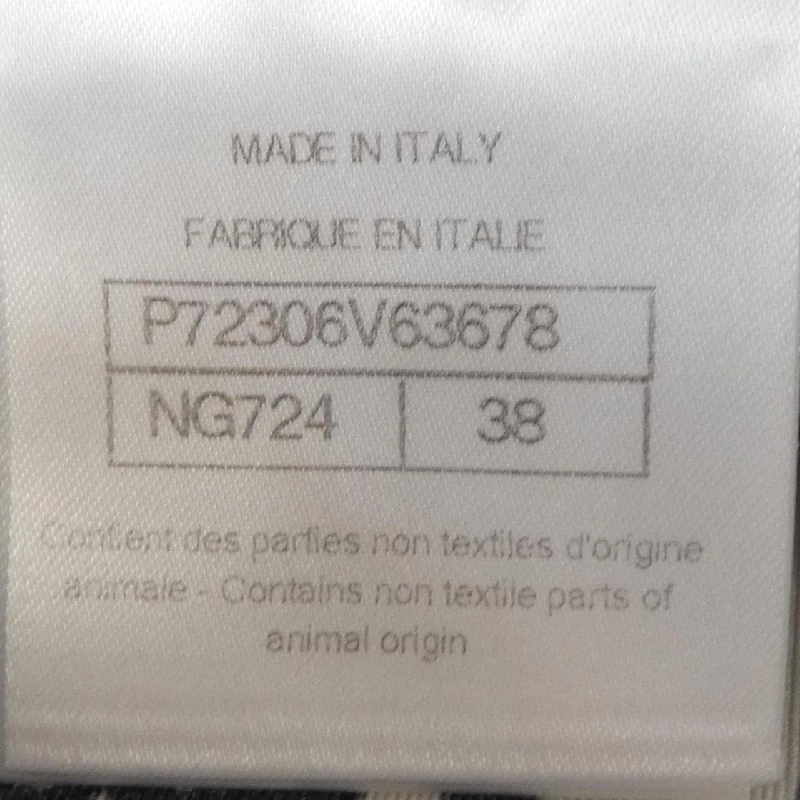 MADE IN ITALY
FABRIQUE EN ITALIE
P72306V63678
NG724 38
Contient des parties non textiles d'origine
animale - Contains non textile parts of
animal origin